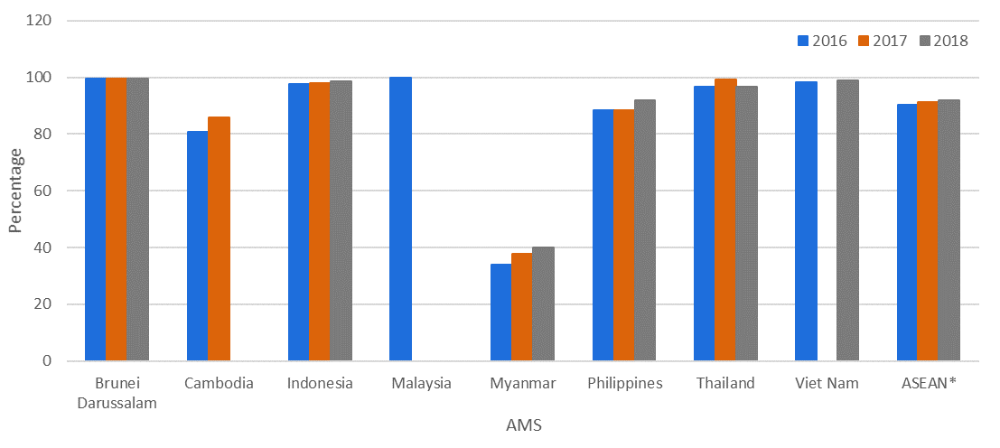 120
2016 2017 2018
100
80
60
40
20
0
Percentage
Brunei Cambodia Indonesia Malaysia Myanmar Philippines Thailand Viet Nam ASEAN*
Darussalam
AMS